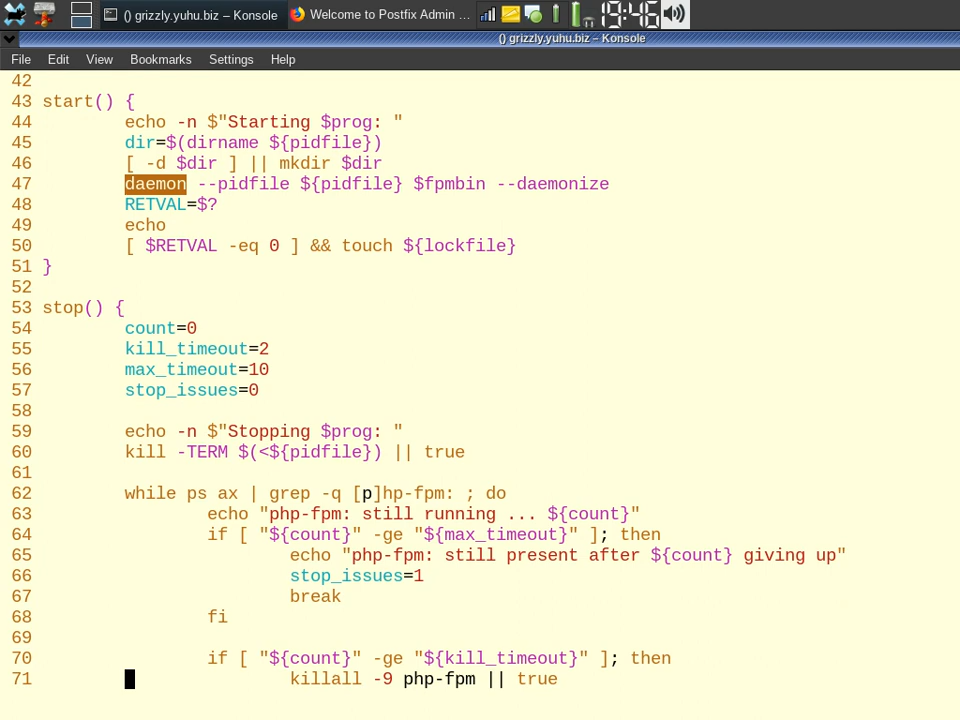 () grizzly.yuhu.biz – Konsole
Welcome to Postfix Admin ...
19:46
() grizzly.yuhu.biz – Konsole
File Edit View Bookmarks Settings Help
42
43 start() {
44         echo -n $"Starting $prog: "
45         dir=$(dirname ${pidfile})
46         [ -d $dir ] || mkdir $dir
47         daemon --pidfile ${pidfile} $fpmbin --daemonize
48         RETVAL=$?
49         echo
50         [ $RETVAL -eq 0 ] && touch ${lockfile}
51 }
52
53 stop() {
54         count=0
55         kill_timeout=2
56         max_timeout=10
57         stop_issues=0
58
59         echo -n $"Stopping $prog: "
60         kill -TERM $(<${pidfile}) || true
61
62         while ps ax | grep -q [p]hp-fpm: ; do
63                 echo "php-fpm: still running ... ${count}"
64                 if [ "${count}" -ge "${max_timeout}" ]; then
65                         echo "php-fpm: still present after ${count} giving up"
66                         stop_issues=1
67                         break
68                 fi
69
70                 if [ "${count}" -ge "${kill_timeout}" ]; then
71                         killall -9 php-fpm || true